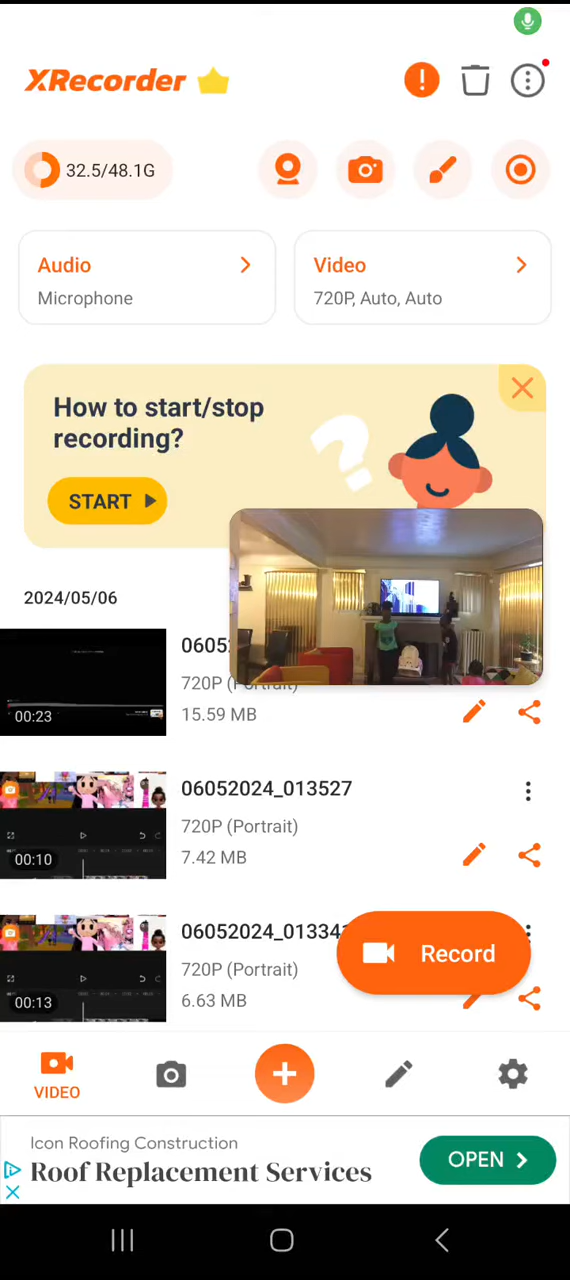 XRecorder
32.5/48.1G
Audio
Microphone
Video
720P, Auto, Auto
How to start/stop
recording?
START
2024/05/06
0605
720P (Portrait)
15.59 MB
00:23
06052024_013527
720P (Portrait)
7.42 MB
00:10
06052024_01334
720P (Portrait)
6.63 MB
00:13
Record
VIDEO
Icon Roofing Construction
Roof Replacement Services
OPEN